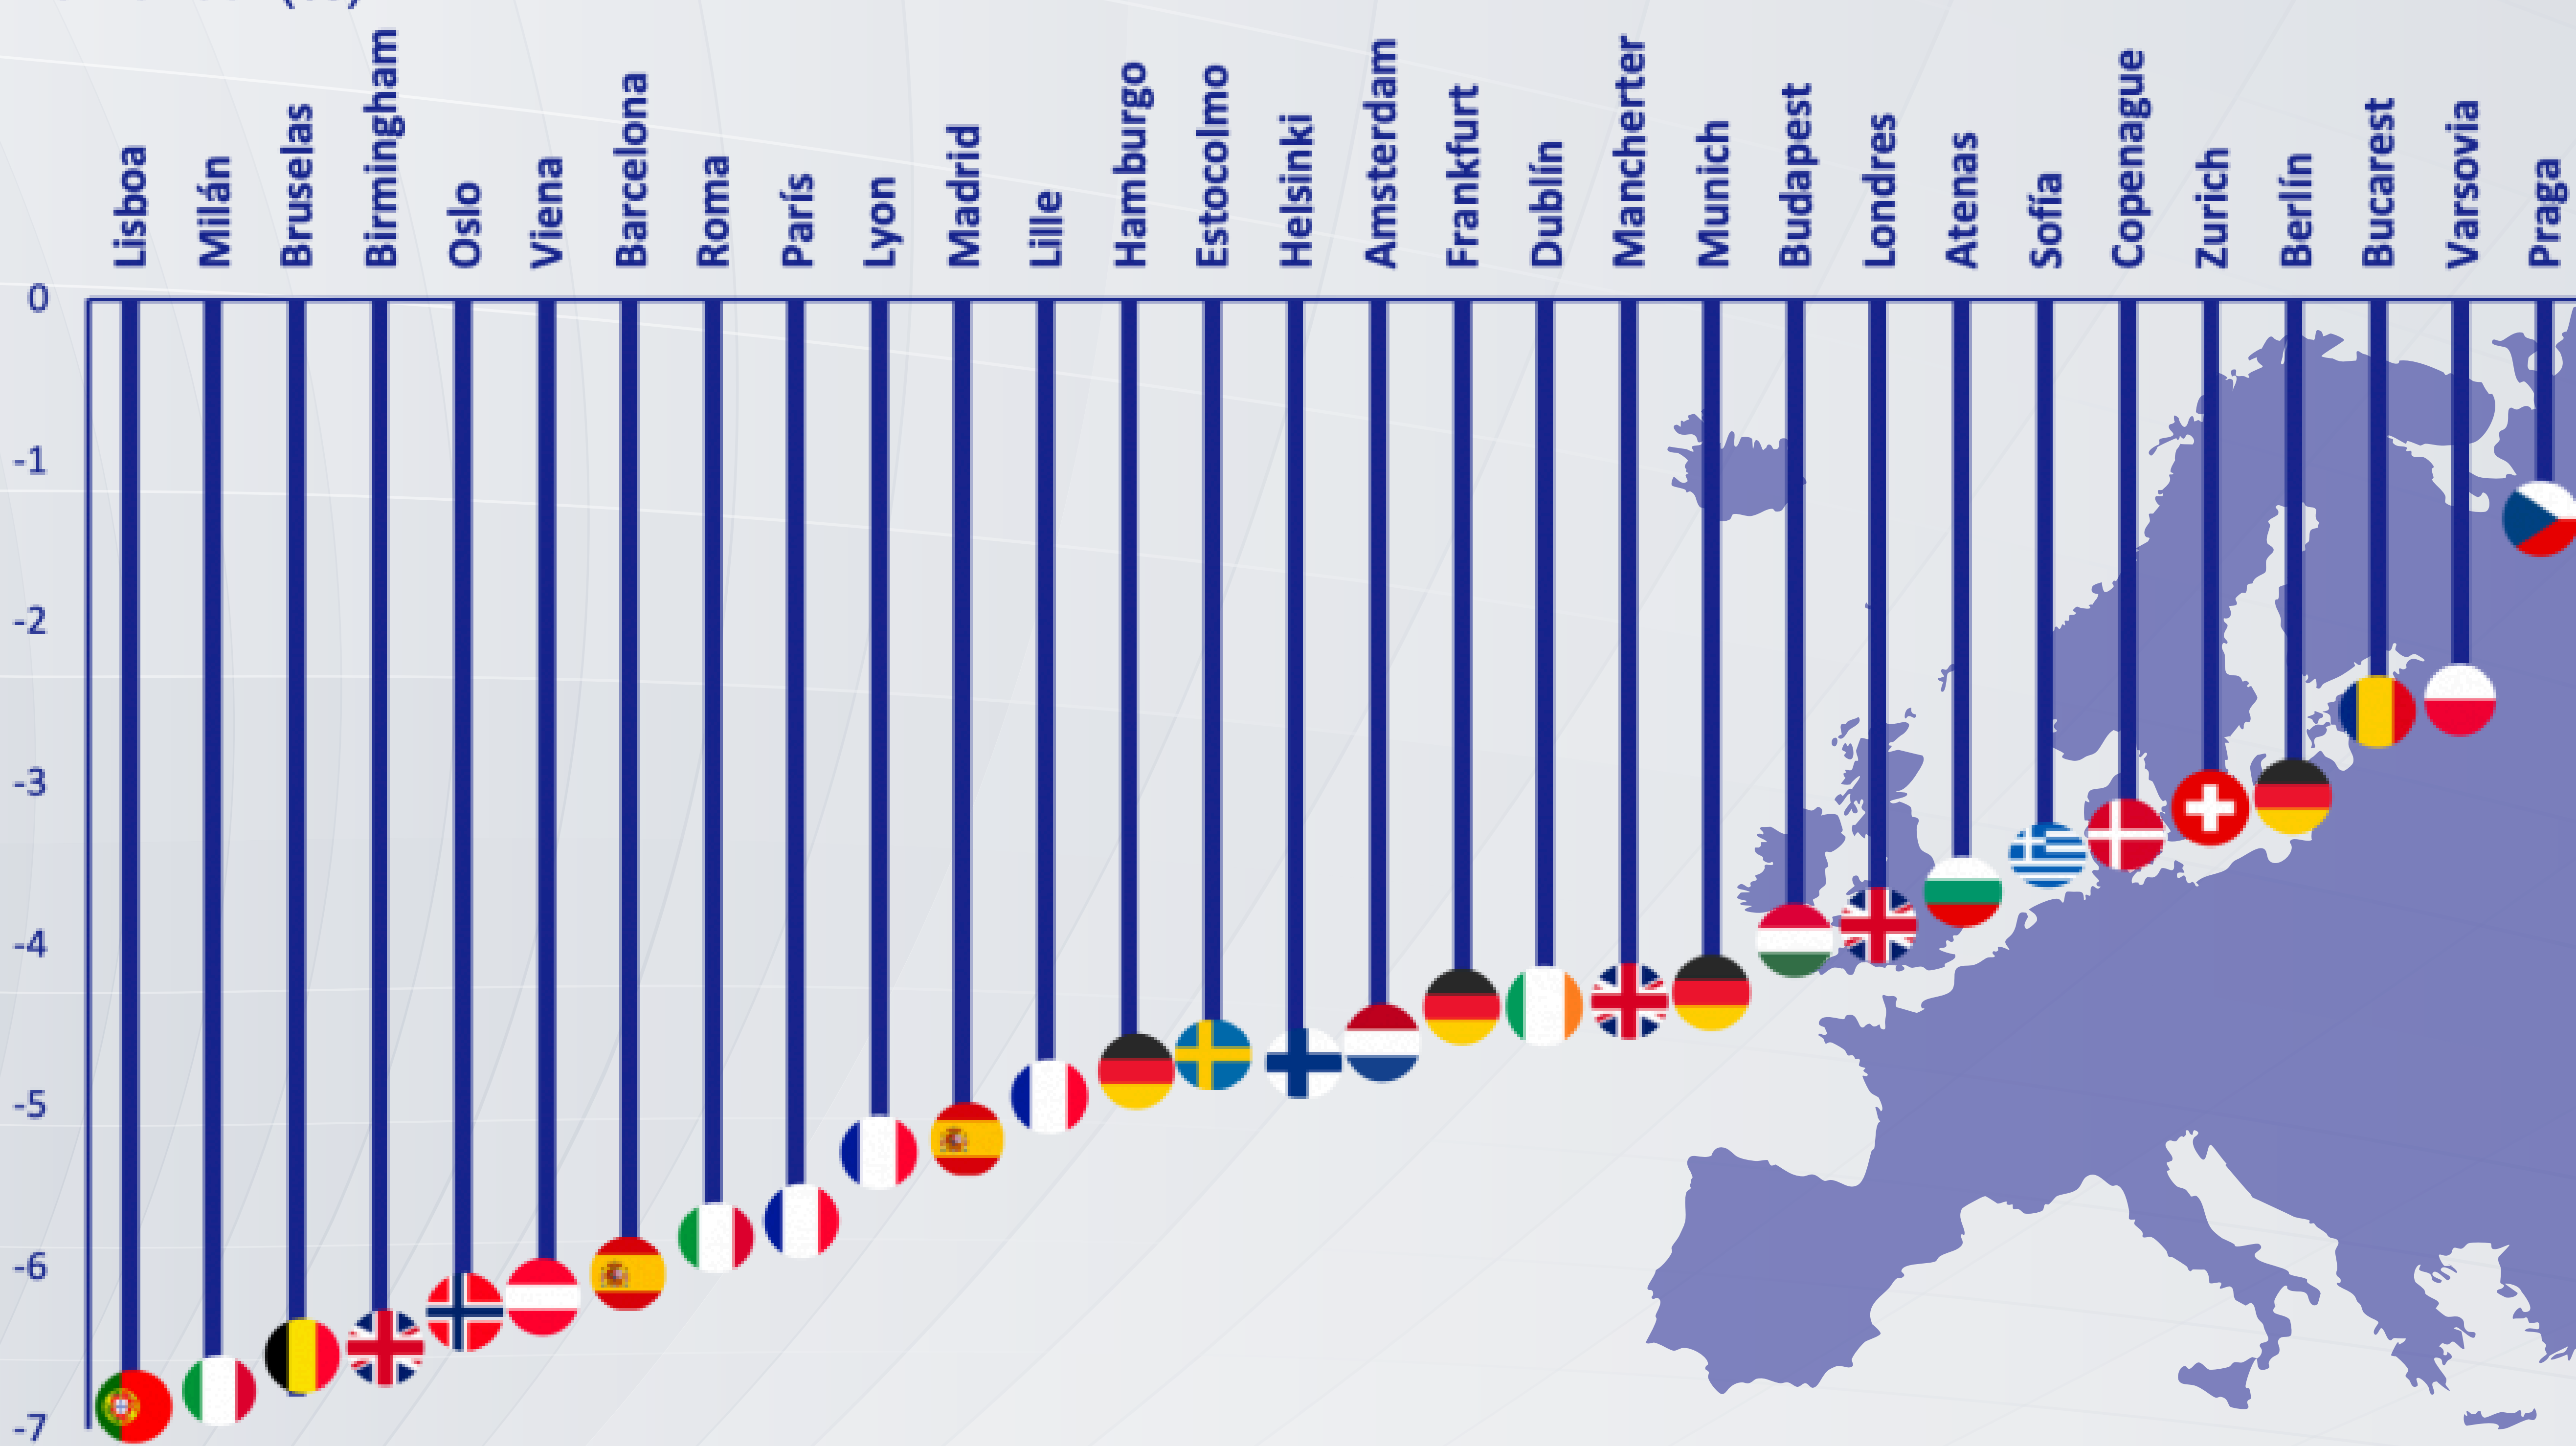 Lisboa
Milán
Bruselas
Birmingham
Oslo
Viena
Barcelona
Roma
París
Lyon
Madrid
Lille
Hamburgo
Estocolmo
Helsinki
Amsterdam
Frankfurt
Dublín
Mancherter
Munich
Budapest
Londres
Atenas
Sofía
Copenague
Zurich
Berlín
Bucarest
Varsovia
Praga
0
-1
-2
-3
-4
-5
-6
-7